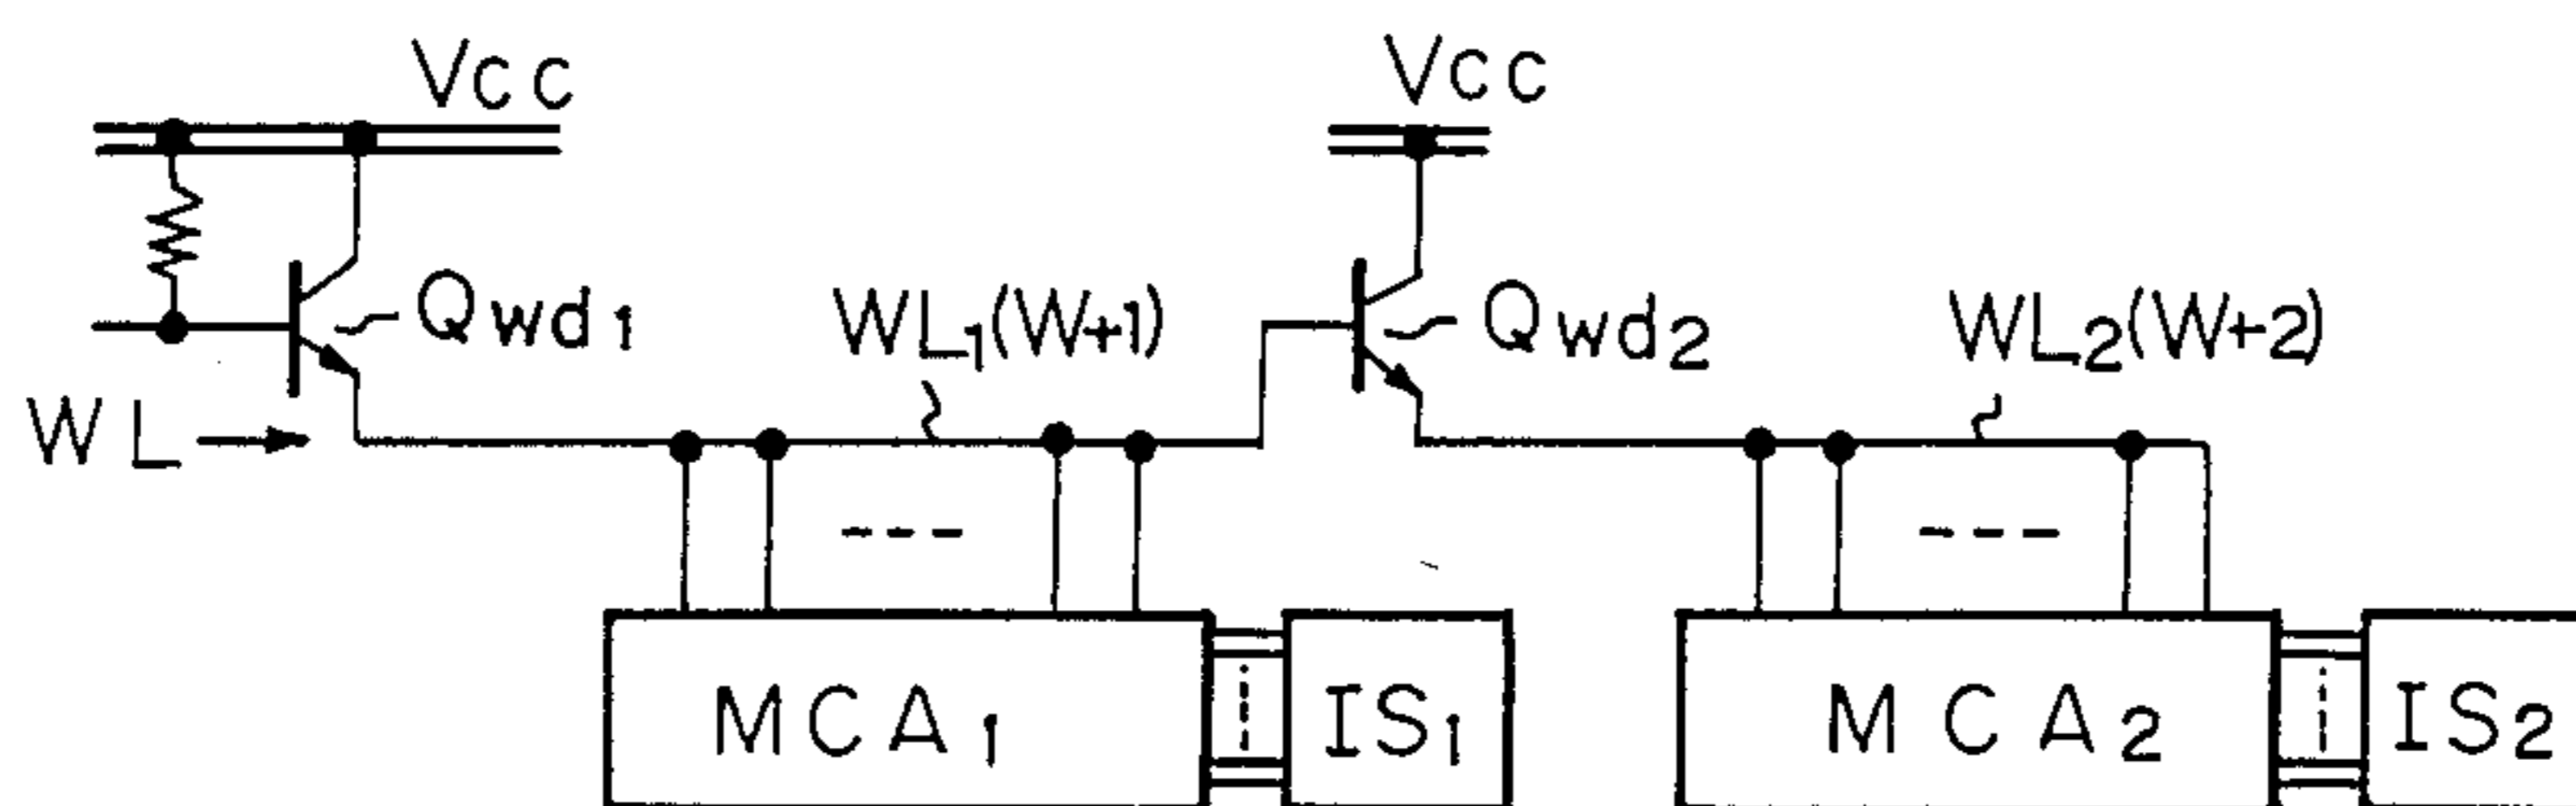 Vcc
Vcc
Qwd1
WL1(W+1)
Qwd2
WL2(W+2)
WL
MCA1
IS1
MCA2
IS2